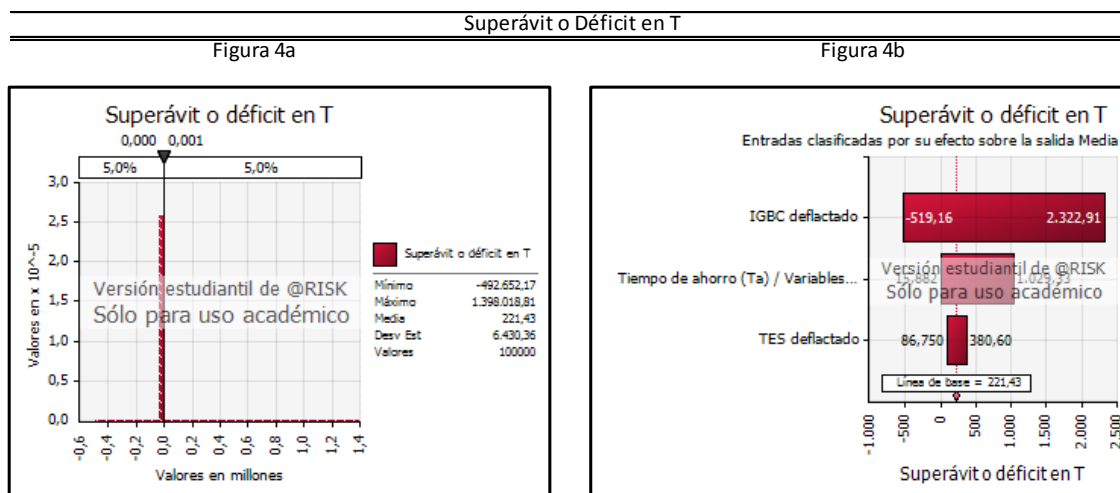 Superávit o Déficit en T
Figura 4a
Figura 4b
Superávit o déficit en T
0,000 0,001
5,0% 5,0%
3,0
2,5
2,0
1,5
1,0
0,5
0,0
Valores en x 10^-5
-0,6
-0,4
-0,2
0,0
0,2
0,4
0,6
0,8
1,0
1,2
1,4
Valores en millones
Versión estudiantil de @RISK
Sólo para uso académico
Superávit o déficit en T
Mínimo -492.652,17
Máximo 1.398.018,81
Media 221,43
Desv Est 6.430,36
Valores 100000
Superávit o déficit en T
Entradas clasificadas por su efecto sobre la salida Media
IGBC deflactado
-519,16 2.322,91
Tiempo de ahorro (Ta) / Variables...
15,882 1.029,33
Versión estudiantil de @RISK
Sólo para uso académico
TES deflactado
86,750 380,60
Línea de base = 221,43
-1.000
-500
0
500
1.000
1.500
2.000
2.50
Superávit o déficit en T